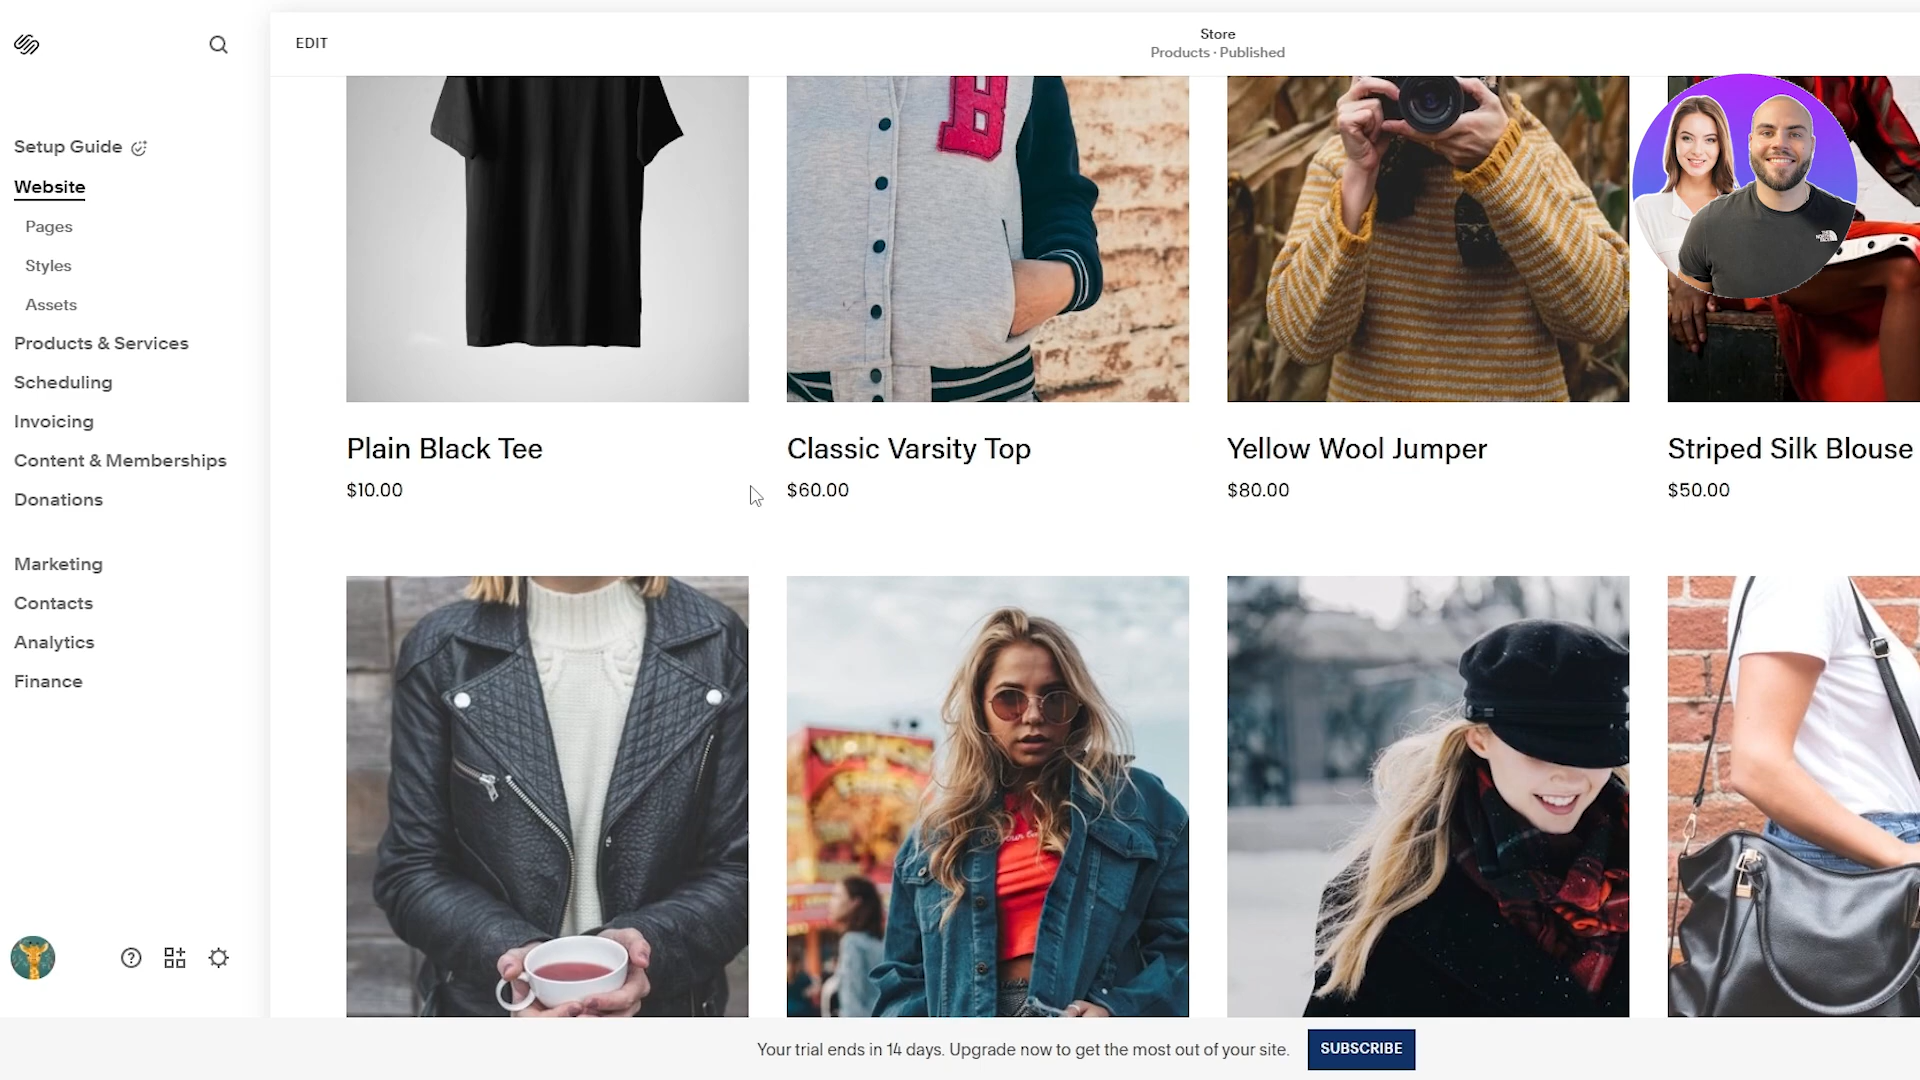 EDIT
Store
Products · Published
Setup Guide
Website
Pages
Styles
Assets
Products & Services
Scheduling
Invoicing
Content & Memberships
Donations
Marketing
Contacts
Analytics
Finance
Plain Black Tee
$10.00
Classic Varsity Top
$60.00
Yellow Wool Jumper
$80.00
Striped Silk Blouse
$50.00
Your trial ends in 14 days. Upgrade now to get the most out of your site.
SUBSCRIBE